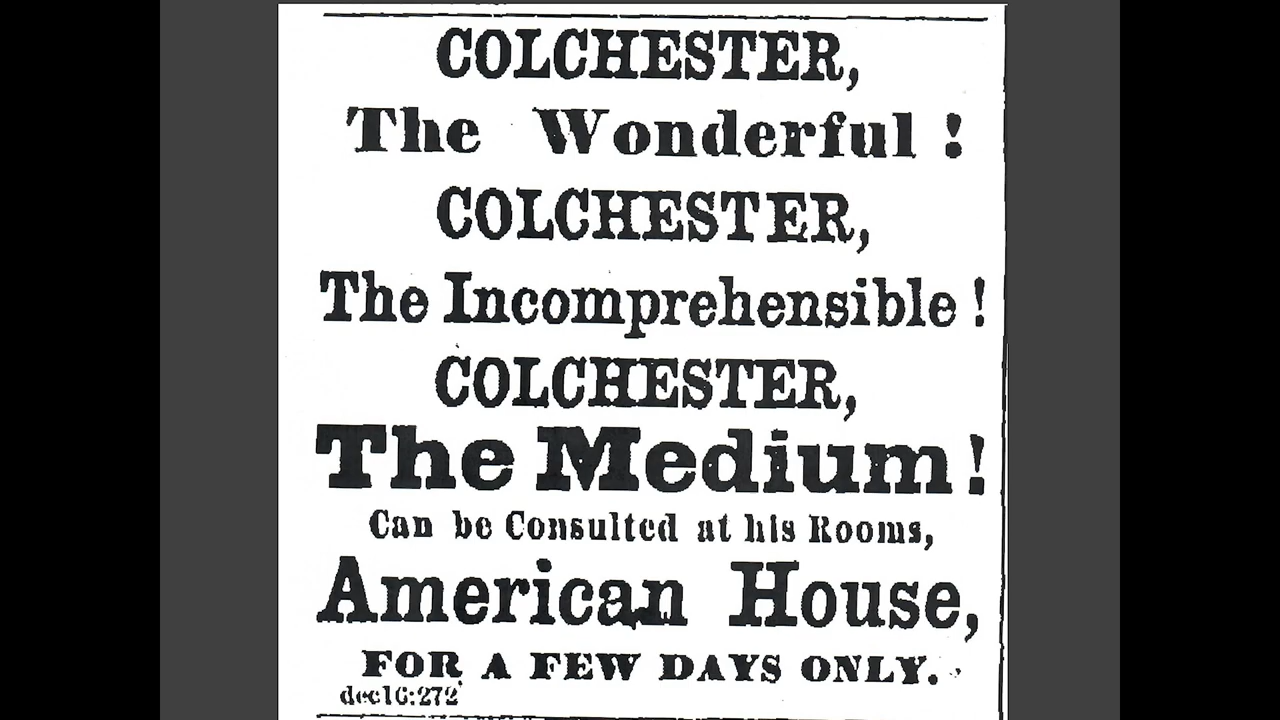 COLCHESTER,
The Wonderful !
COLCHESTER,
The Incomprehensible !
COLCHESTER,
The Medium !
Can be Consulted at his Rooms,
American House,
FOR A FEW DAYS ONLY.
dec16:272